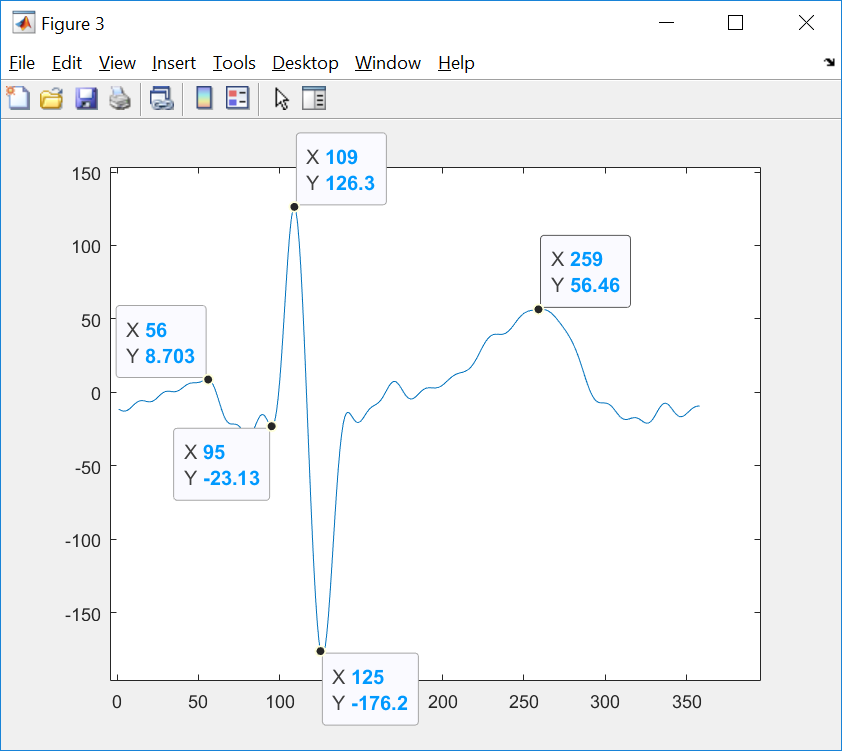 Figure 3
File Edit View Insert Tools Desktop Window Help
X 109
Y 126.3
X 259
Y 56.46
X 56
Y 8.703
X 95
Y -23.13
X 125
Y -176.2
150
100
50
0
-50
-100
-150
0 50 100 200 250 300 350